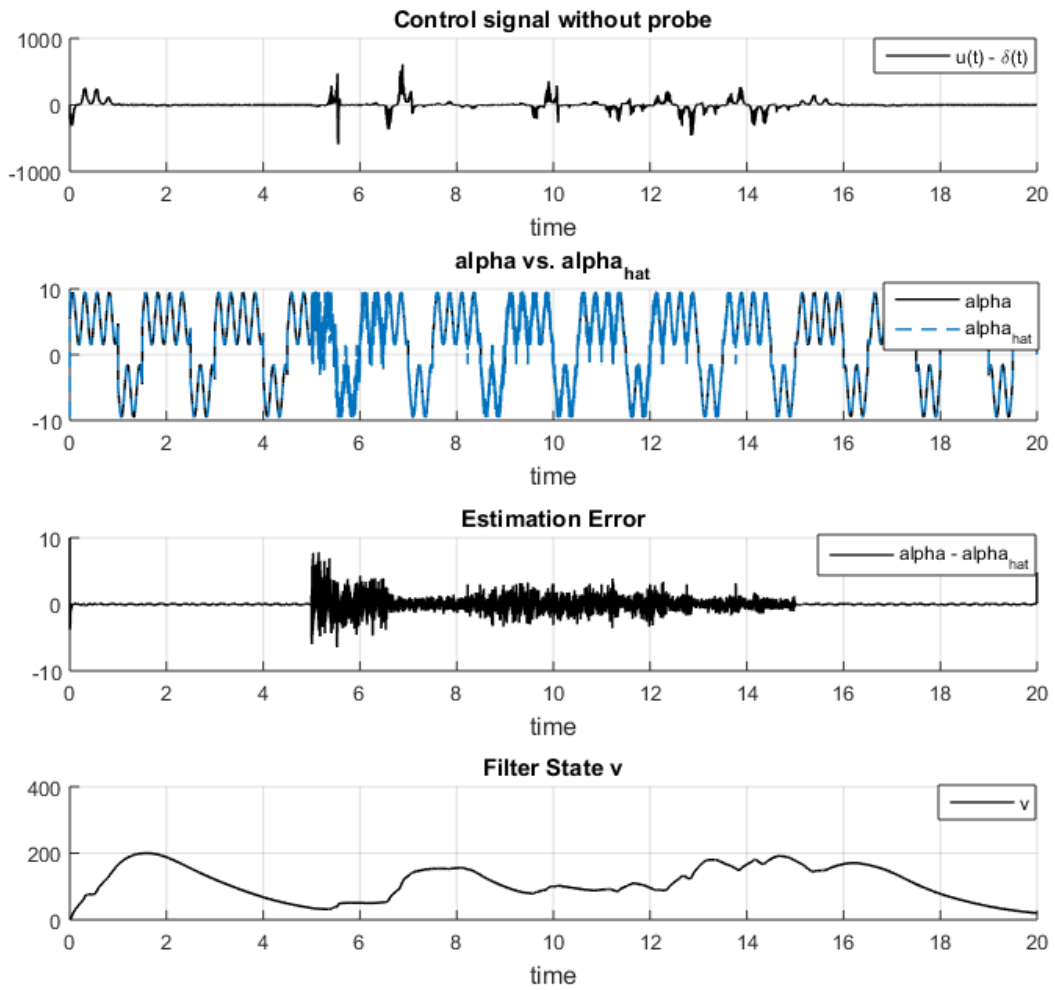 Control signal without probe
1000
u(t) - δ(t)
0
-1000
0 2 4 6 8 10 12 14 16 18 20
time
alpha vs. alpha_hat
10
alpha
alpha_hat
0
-10
0 2 4 6 8 10 12 14 16 18 20
time
Estimation Error
10
alpha - alpha_hat
0
-10
0 2 4 6 8 10 12 14 16 18 20
time
Filter State v
400
v
200
0
0 2 4 6 8 10 12 14 16 18 20
time